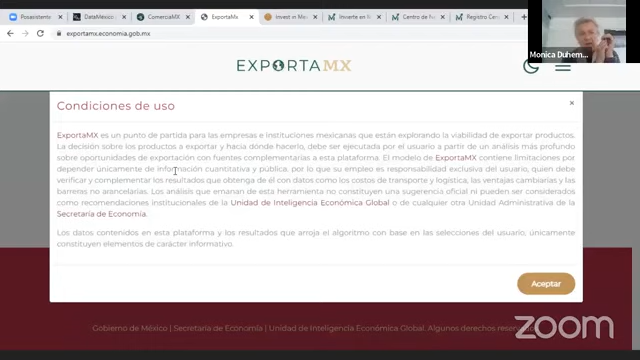 Posasistente
DataMéxico
ComerciaMX
ExportaMx
Invest in Me
Invierte en M
Centro de Fu
Registro Cen
exportamx.economia.gob.mx
Monica Duhem...
EXPORTAMX
Condiciones de uso
ExportaMX es un punto de partida para las empresas e instituciones mexicanas que están explorando la viabilidad de exportar productos.
La decisión sobre los productos a exportar y hacia dónde hacerlo, debe ser ejecutada por el usuario a partir de un análisis más profundo
sobre oportunidades de exportación con fuentes complementarias a esta plataforma. El modelo de ExportaMX contiene limitaciones por
depender únicamente de información cuantitativa y pública, por lo que su empleo es responsabilidad exclusiva del usuario, quien debe
verificar y complementar los resultados que obtenga de él con datos como los costos de transporte y logística, las ventajas cambiarias y las
barreras no arancelarias. Los análisis que emanan de esta herramienta no constituyen una sugerencia oficial ni pueden ser considerados
como recomendaciones institucionales de la Unidad de Inteligencia Económica Global o de cualquier otra Unidad Administrativa de la
Secretaría de Economía.
Los datos contenidos en esta plataforma y los resultados que arroja el algoritmo con base en las selecciones del usuario, únicamente
constituyen elementos de carácter informativo.
Aceptar
Gobierno de México | Secretaría de Economía | Unidad de Inteligencia Económica Global. Algunos derechos
zoom